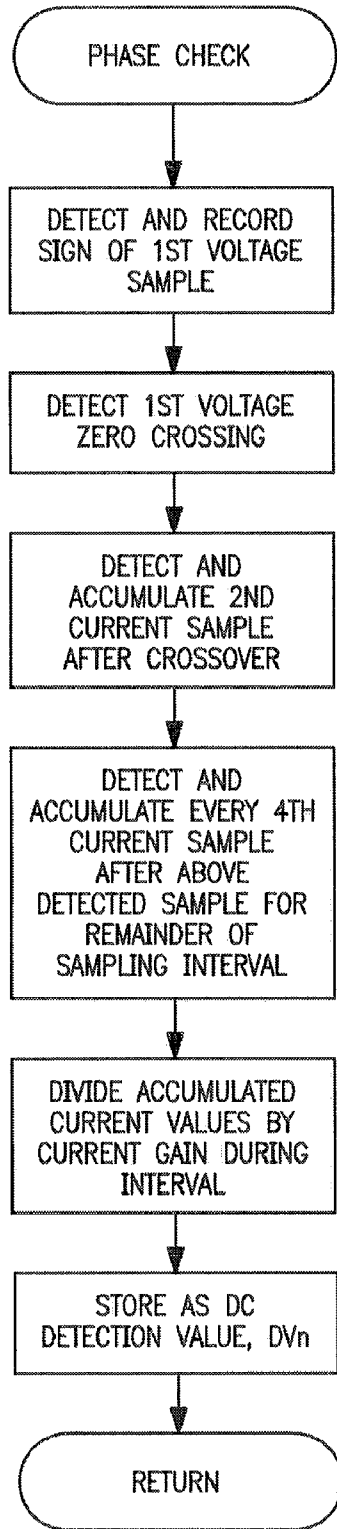 PHASE CHECK
DETECT AND RECORD
SIGN OF 1ST VOLTAGE
SAMPLE
DETECT 1ST VOLTAGE
ZERO CROSSING
DETECT AND
ACCUMULATE 2ND
CURRENT SAMPLE
AFTER CROSSOVER
DETECT AND
ACCUMULATE EVERY 4TH
CURRENT SAMPLE
AFTER ABOVE
DETECTED SAMPLE FOR
REMAINDER OF
SAMPLING INTERVAL
DIVIDE ACCUMULATED
CURRENT VALUES BY
CURRENT GAIN DURING
INTERVAL
STORE AS DC
DETECTION VALUE, DVn
RETURN